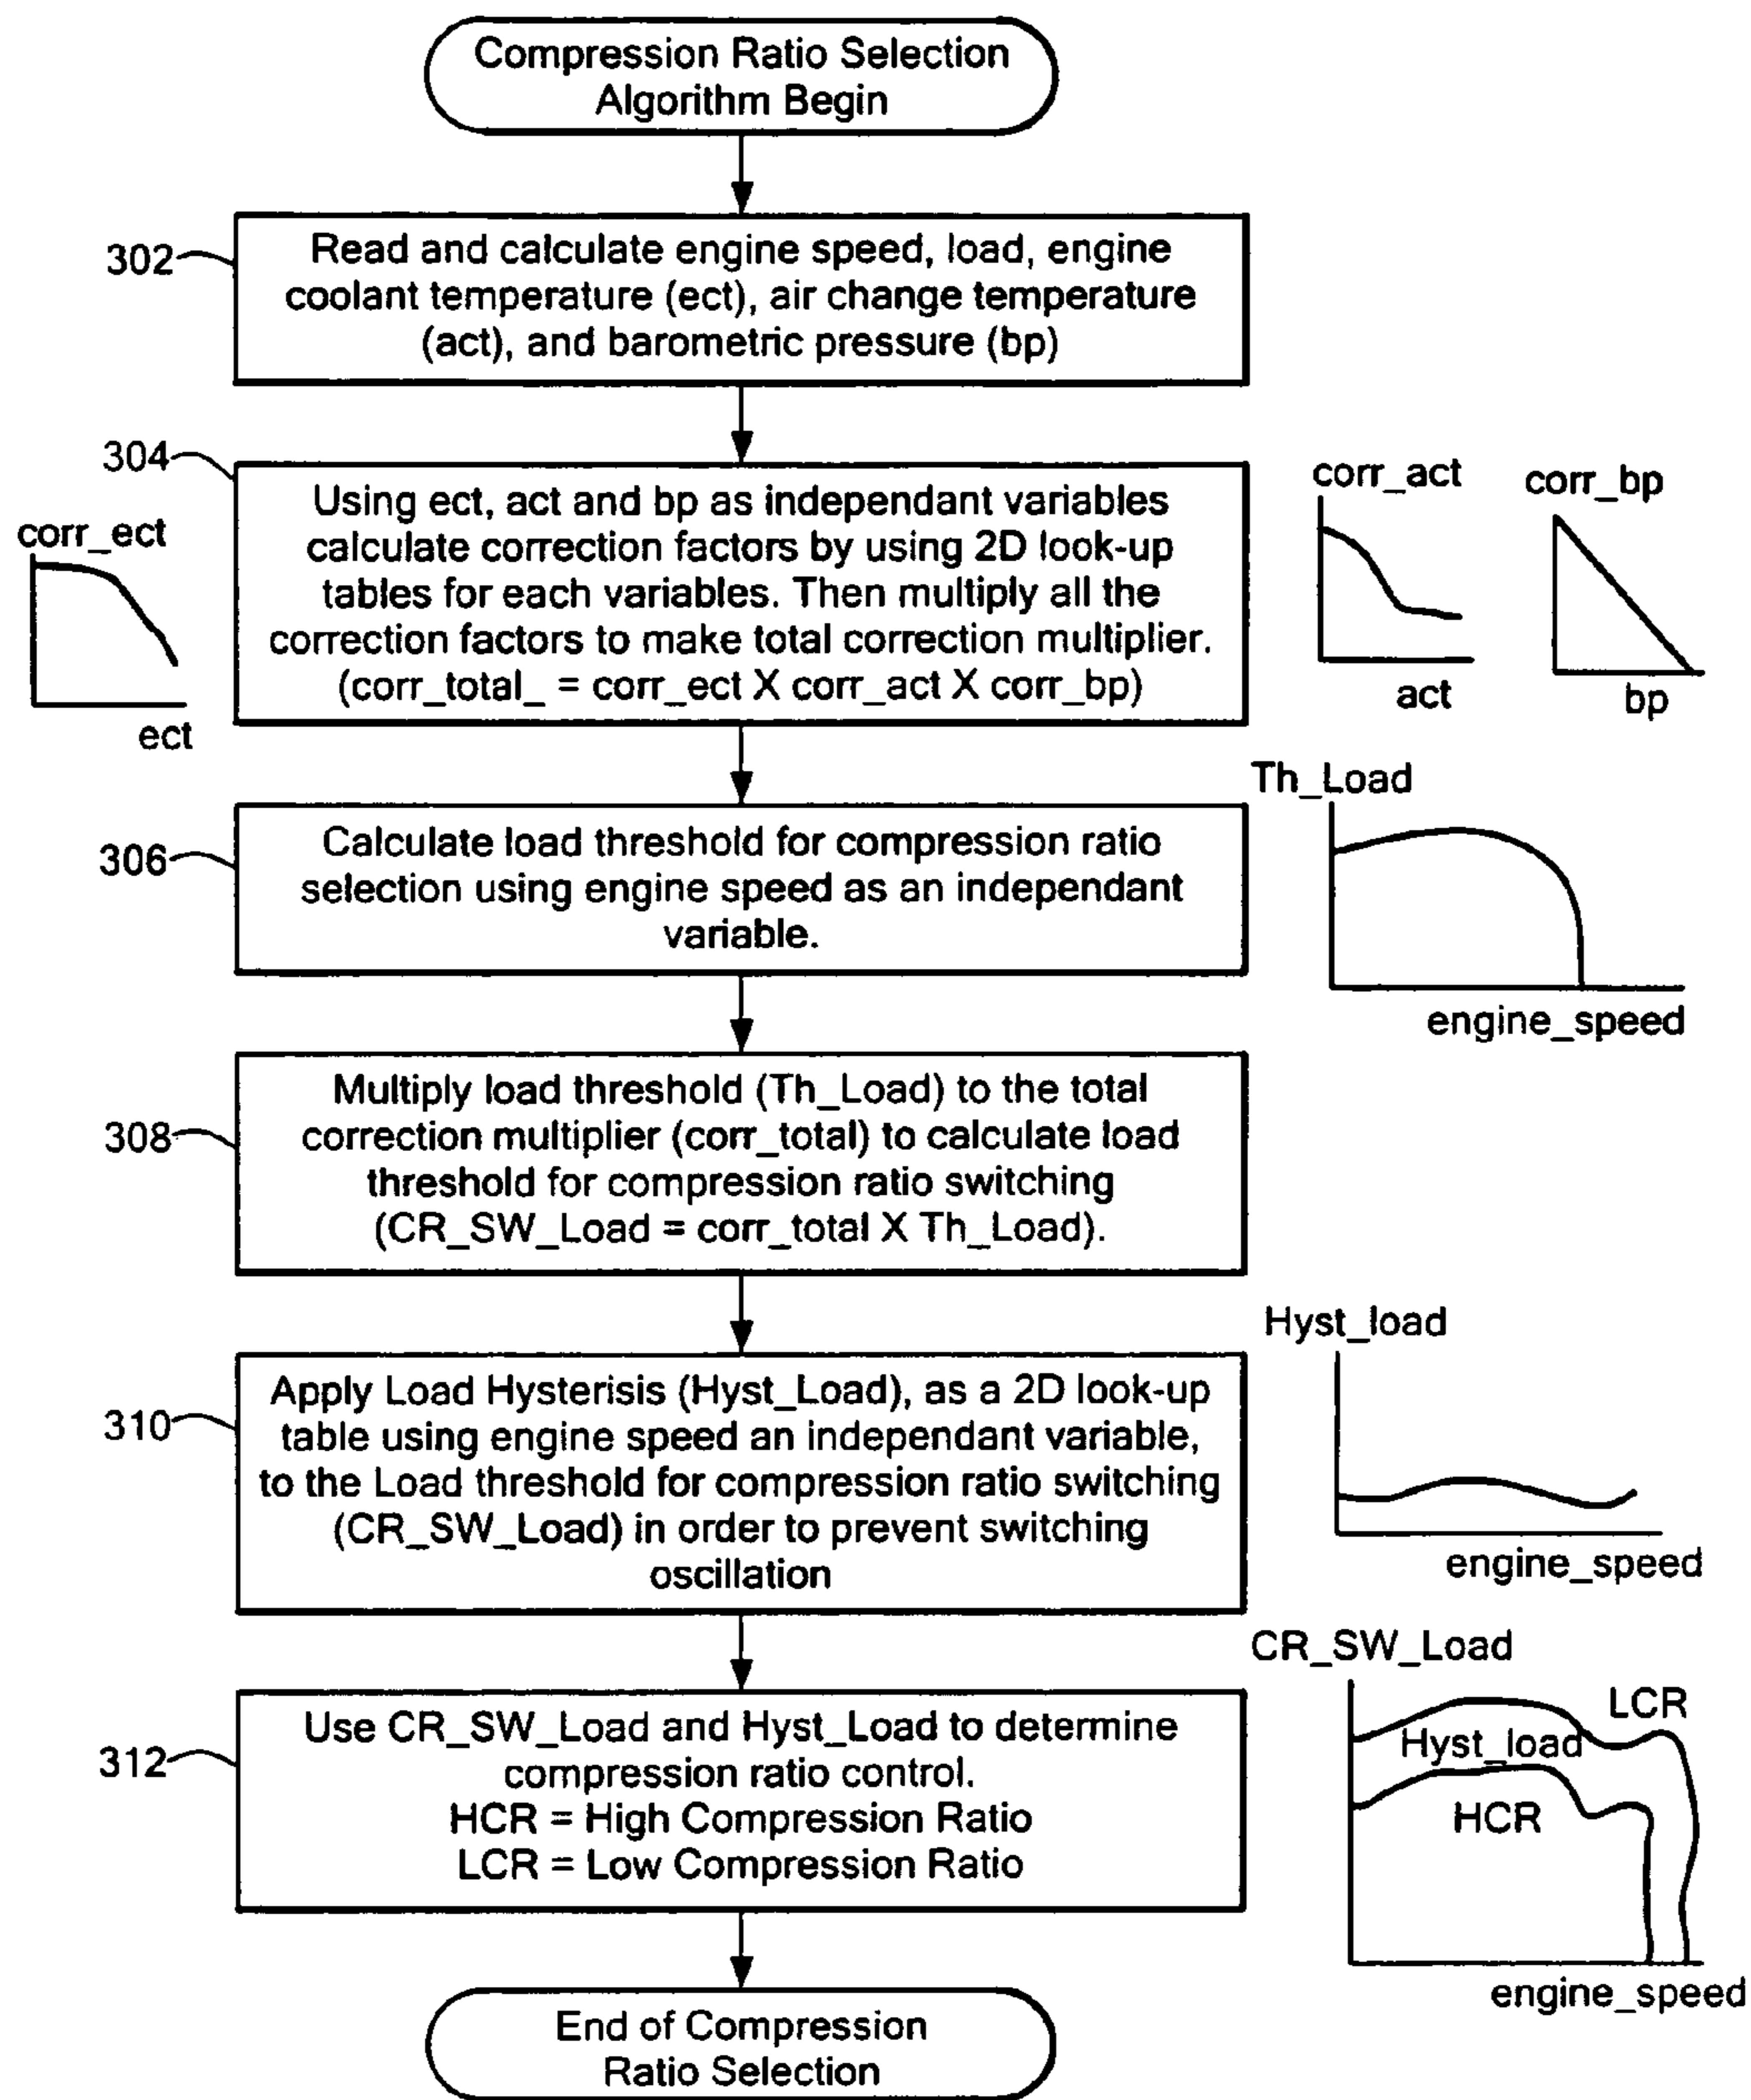 Compression Ratio Selection
Algorithm Begin
302
Read and calculate engine speed, load, engine
coolant temperature (ect), air change temperature
(act), and barometric pressure (bp)
304
Using ect, act and bp as independant variables
calculate correction factors by using 2D look-up
tables for each variables. Then multiply all the
correction factors to make total correction multiplier.
(corr_total_ = corr_ect X corr_act X corr_bp)
corr_ect
ect
corr_act
act
corr_bp
bp
306
Calculate load threshold for compression ratio
selection using engine speed as an independant
variable.
Th_Load
engine_speed
308
Multiply load threshold (Th_Load) to the total
correction multiplier (corr_total) to calculate load
threshold for compression ratio switching
(CR_SW_Load = corr_total X Th_Load).
310
Apply Load Hysterisis (Hyst_Load), as a 2D look-up
table using engine speed an independant variable,
to the Load threshold for compression ratio switching
(CR_SW_Load) in order to prevent switching
oscillation
Hyst_load
engine_speed
312
Use CR_SW_Load and Hyst_Load to determine
compression ratio control.
HCR = High Compression Ratio
LCR = Low Compression Ratio
CR_SW_Load
LCR
Hyst_load
HCR
engine_speed
End of Compression
Ratio Selection